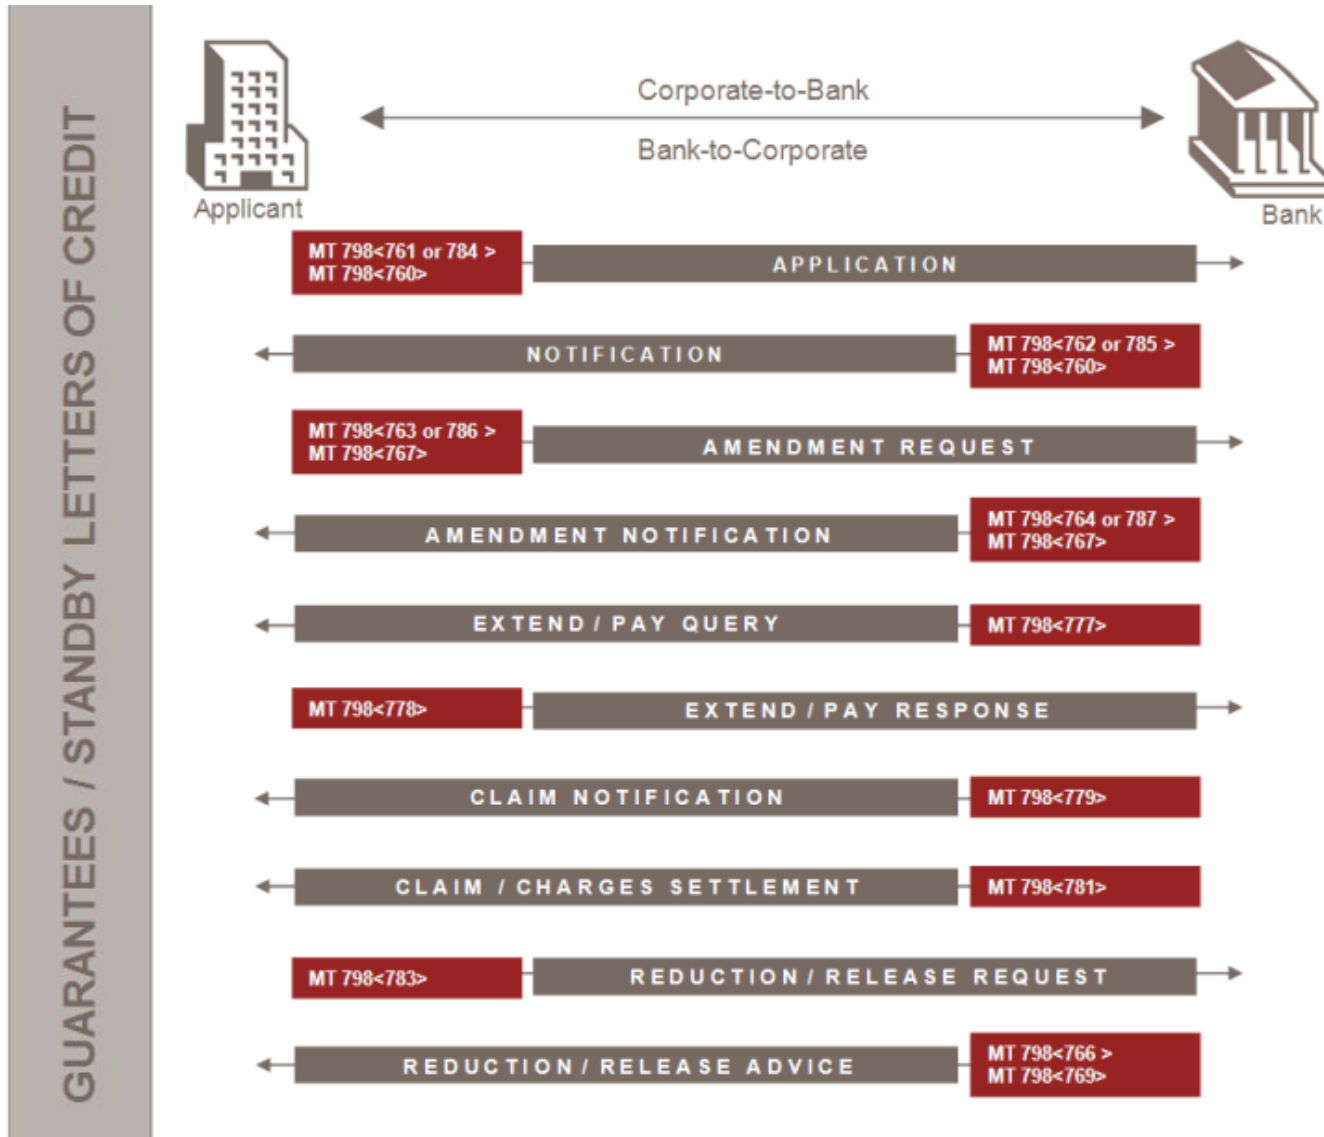 GUARANTEES / STANDBY LETTERS OF CREDIT
Corporate-to-Bank
Bank-to-Corporate
Applicant
Bank
MT 798<761 or 784 >
MT 798<760>
APPLICATION
NOTIFICATION
MT 798<762 or 785 >
MT 798<760>
MT 798<763 or 786 >
MT 798<767>
AMENDMENT REQUEST
AMENDMENT NOTIFICATION
MT 798<764 or 787 >
MT 798<767>
EXTEND / PAY QUERY
MT 798<777>
MT 798<778>
EXTEND / PAY RESPONSE
CLAIM NOTIFICATION
MT 798<779>
CLAIM / CHARGES SETTLEMENT
MT 798<781>
MT 798<783>
REDUCTION / RELEASE REQUEST
REDUCTION / RELEASE ADVICE
MT 798<766 >
MT 798<769>